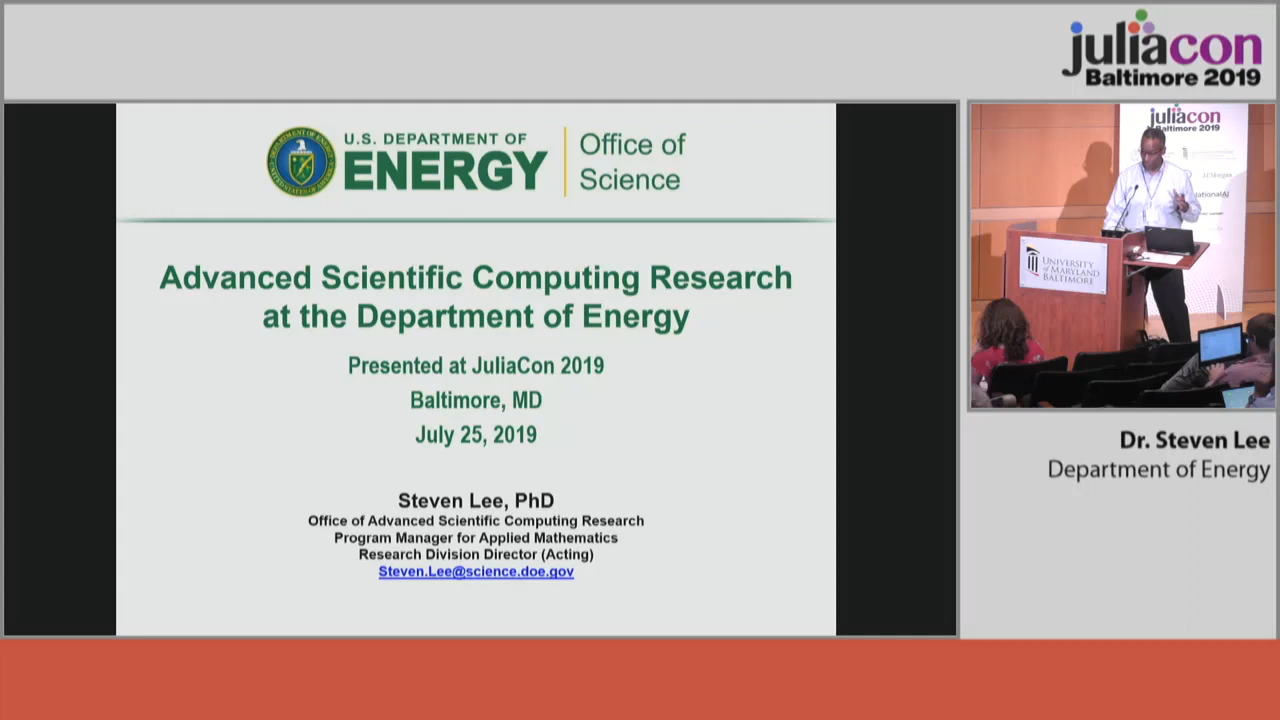 juliacon
Baltimore 2019
U.S. DEPARTMENT OF
ENERGY
Office of
Science
Advanced Scientific Computing Research
at the Department of Energy
Presented at JuliaCon 2019
Baltimore, MD
July 25, 2019
Steven Lee, PhD
Office of Advanced Scientific Computing Research
Program Manager for Applied Mathematics
Research Division Director (Acting)
Steven.Lee@science.doe.gov
juliacon
Baltimore 2019
J.P. Morgan
UNIVERSITY
of MARYLAND
BALTIMORE
Dr. Steven Lee
Department of Energy